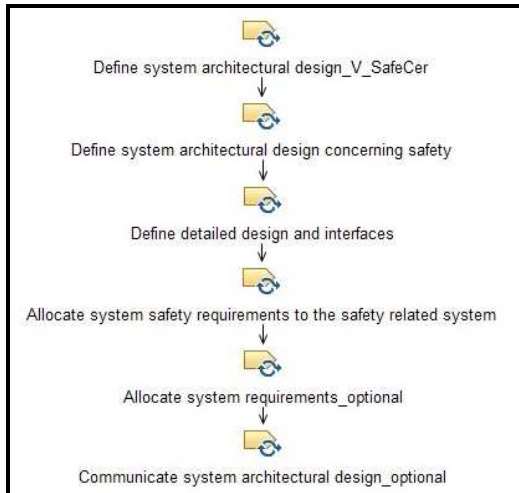 Define system architectural design_V_SafeCer
Define system architectural design concerning safety
Define detailed design and interfaces
Allocate system safety requirements to the safety related system
Allocate system requirements_optional
Communicate system architectural design_optional